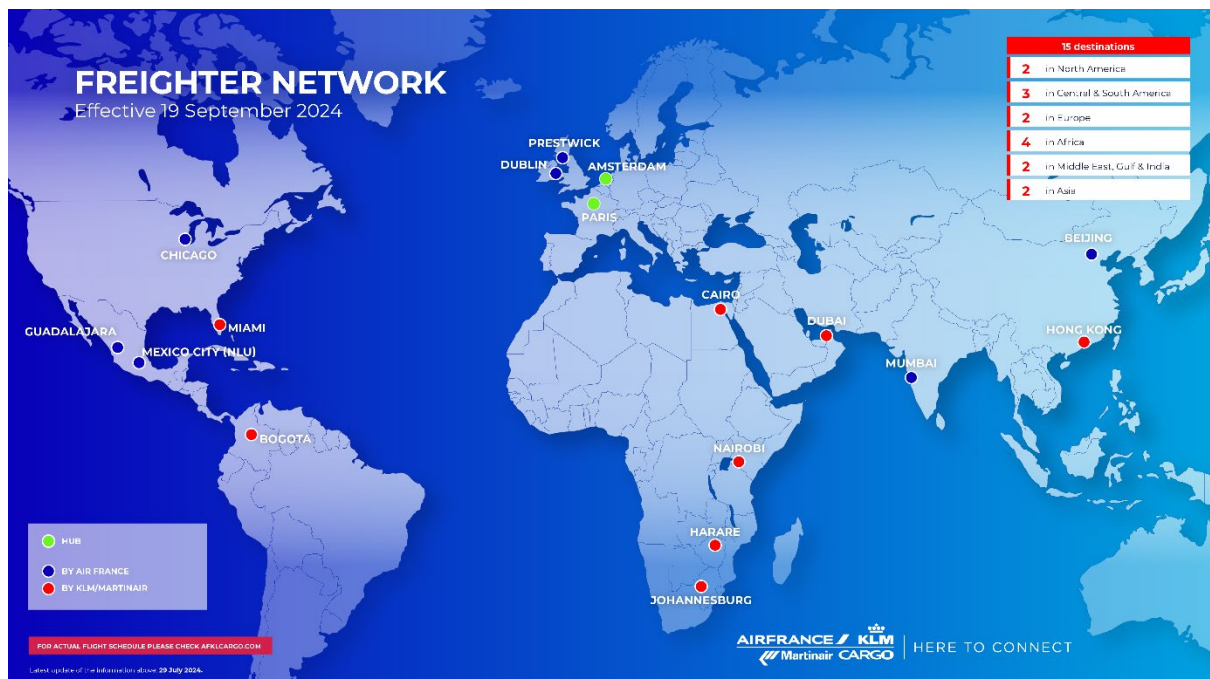 FREIGHTER NETWORK
Effective 19 September 2024
15 destinations
2 in North America
3 in Central & South America
2 in Europe
4 in Africa
2 in Middle East, Gulf & India
2 in Asia
PRESTWICK
DUBLIN
AMSTERDAM
PARIS
CHICAGO
BEIJING
CAIRO
MIAMI
DUBAI
GUADALAJARA
HONG KONG
MEXICO CITY (NLU)
MUMBAI
BOGOTA
NAIROBI
HARARE
JOHANNESBURG
HUB
BY AIR FRANCE
BY KLM/MARTINAIR
FOR ACTUAL FLIGHT SCHEDULE PLEASE CHECK AFKLCARGO.COM
Latest update of the information above: 29 July 2024.
AIRFRANCE KLM
Martinair CARGO
HERE TO CONNECT